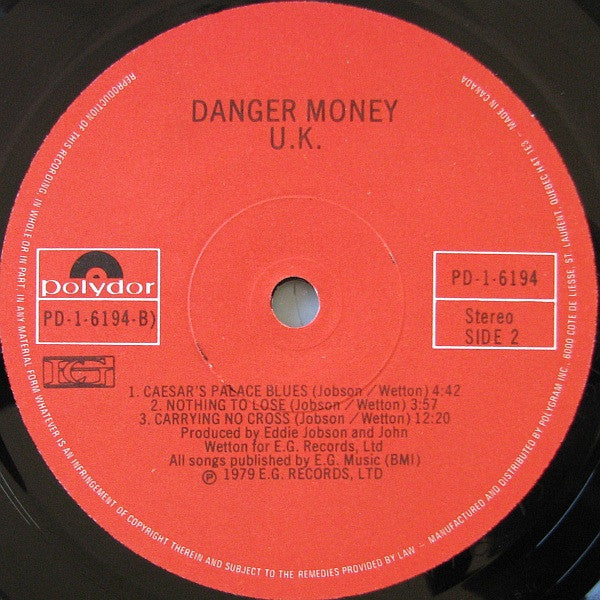 DANGER MONEY
U.K.
polydor
PD-1-6194-B)
EG
PD-1-6194
Stereo
SIDE 2
1. CAESAR'S PALACE BLUES (Jobson / Wetton) 4:42
2. NOTHING TO LOSE (Jobson / Wetton) 3:57
3. CARRYING NO CROSS (Jobson / Wetton) 12:20
Produced by Eddie Jobson and John
Wetton for E.G. Records, Ltd
All songs published by E.G. Music (BMI)
℗ 1979 E.G. RECORDS, LTD
REPRODUCTION OF THIS RECORDING, IN WHOLE OR IN PART, IN ANY MATERIAL FORM WHATEVER IS AN INFRINGEMENT OF COPYRIGHT THEREIN AND SUBJECT TO THE REMEDIES PROVIDED BY LAW – MANUFACTURED AND DISTRIBUTED BY POLYGRAM INC. 6000 COTE DE LIESSE, ST. LAURENT, QUEBEC H4T 1E3 – MADE IN CANADA